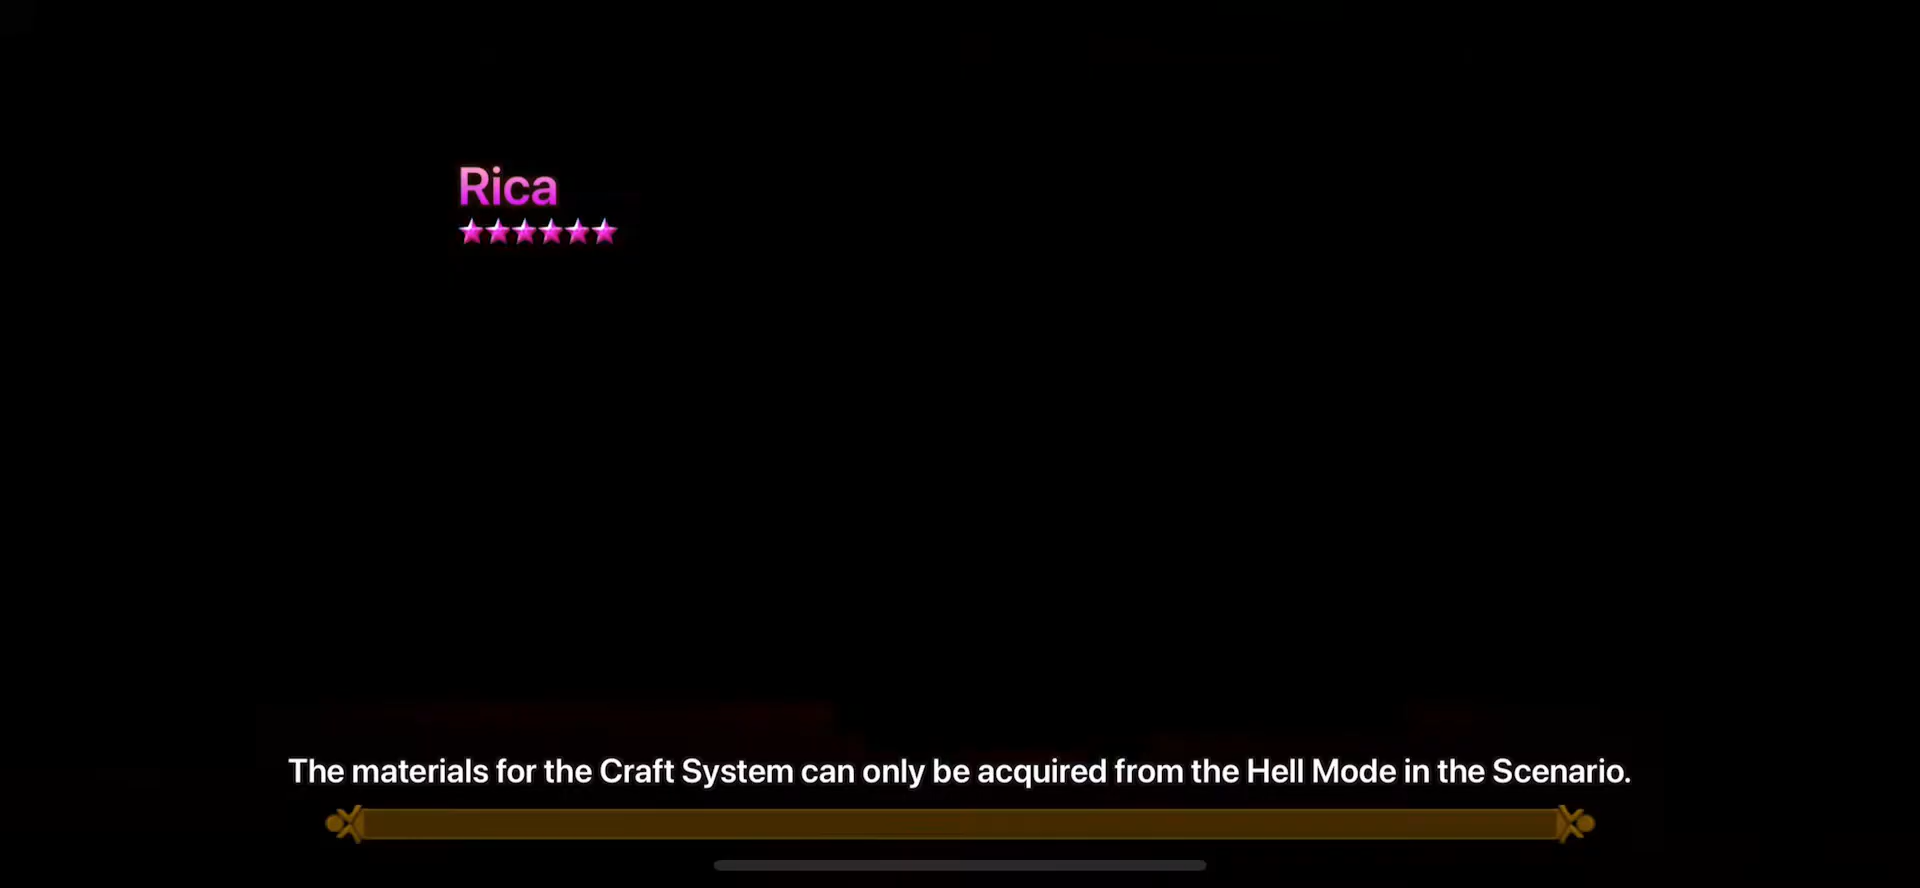 Rica
The materials for the Craft System can only be acquired from the Hell Mode in the Scenario.